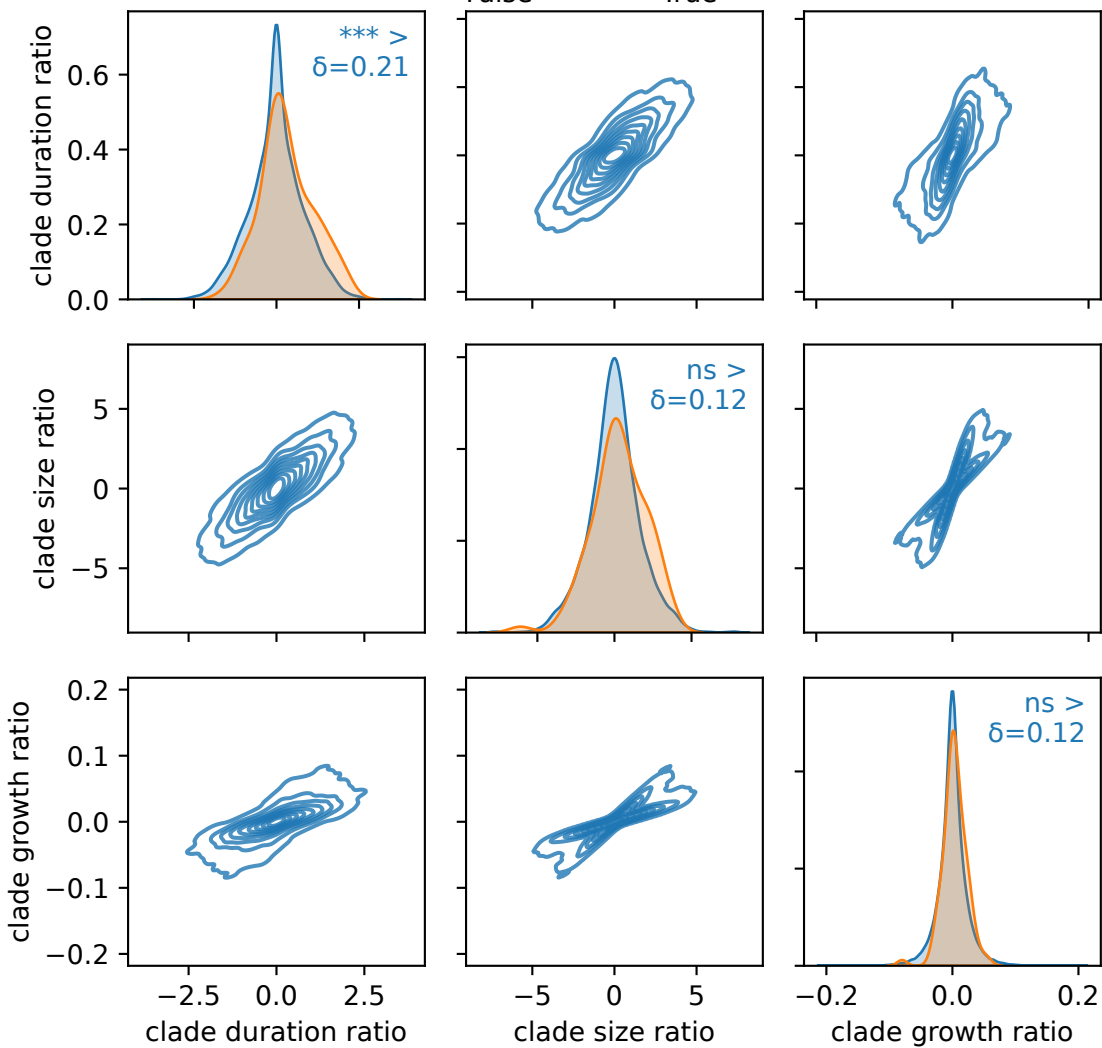 clade duration ratio
0.6
0.4
0.2
0.0
*** >
δ=0.21
clade size ratio
5
0
−5
ns >
δ=0.12
clade growth ratio
0.2
0.1
0.0
−0.1
−0.2
ns >
δ=0.12
−2.5 0.0 2.5
−5 0 5
−0.2 0.0 0.2
clade duration ratio
clade size ratio
clade growth ratio